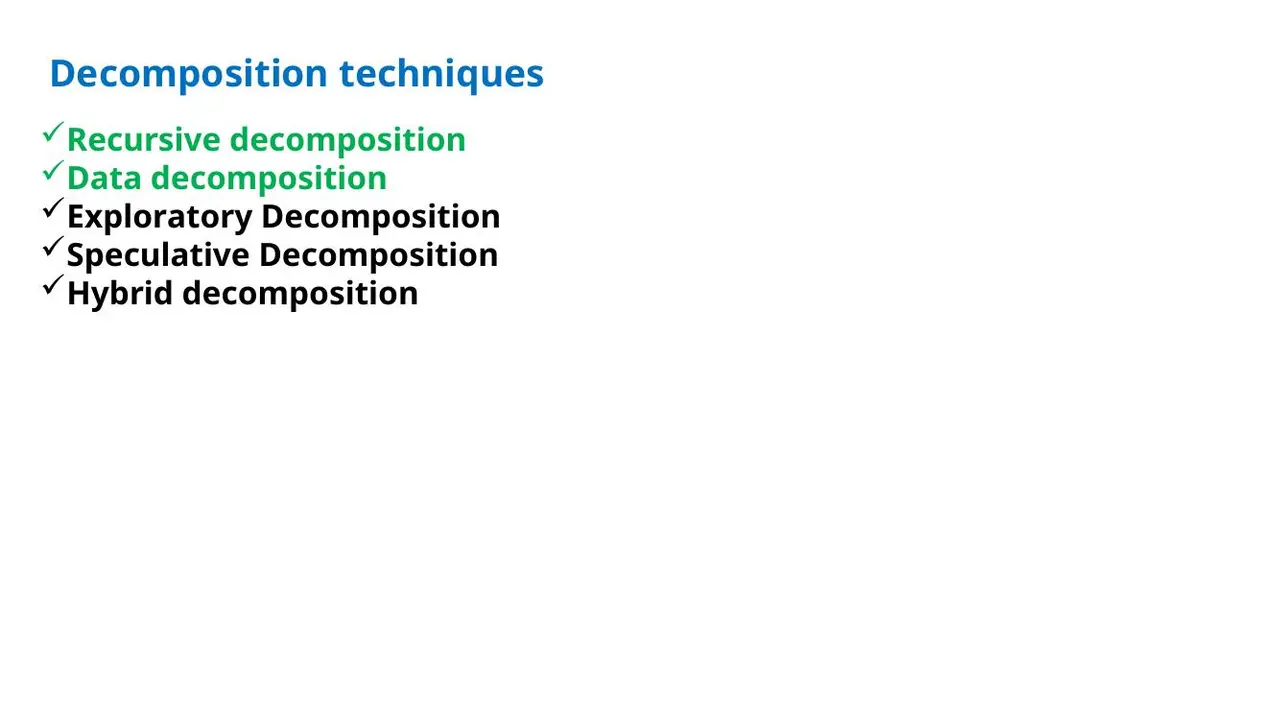 Decomposition techniques
✓Recursive decomposition
✓Data decomposition
✓Exploratory Decomposition
✓Speculative Decomposition
✓Hybrid decomposition